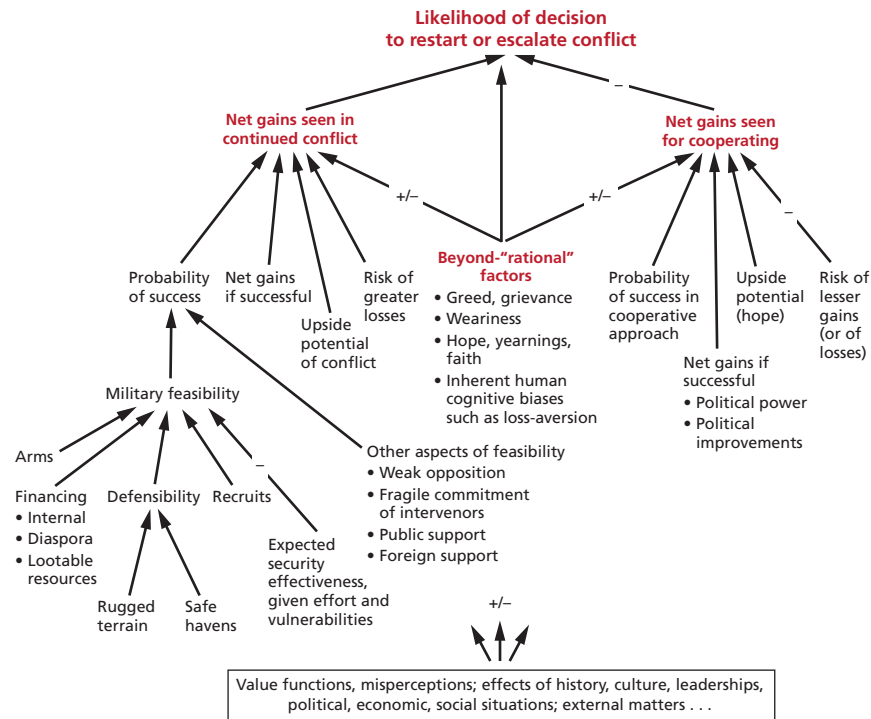 Likelihood of decision
to restart or escalate conflict
–
Net gains seen in
continued conflict
Net gains seen
for cooperating
+/–
+/–
–
Probability
of success
Net gains
if successful
Upside
potential
of conflict
Risk of
greater
losses
Beyond-“rational”
factors
• Greed, grievance
• Weariness
• Hope, yearnings,
faith
• Inherent human
cognitive biases
such as loss-aversion
Probability
of success in
cooperative
approach
Net gains if
successful
• Political power
• Political
improvements
Upside
potential
(hope)
Risk of
lesser
gains
(or of
losses)
Military feasibility
–
Arms
Financing
• Internal
• Diaspora
• Lootable
resources
Defensibility
Recruits
Rugged
terrain
Safe
havens
Expected
security
effectiveness,
given effort and
vulnerabilities
Other aspects of feasibility
• Weak opposition
• Fragile commitment
of intervenors
• Public support
• Foreign support
+/–
Value functions, misperceptions; effects of history, culture, leaderships,
political, economic, social situations; external matters . . .